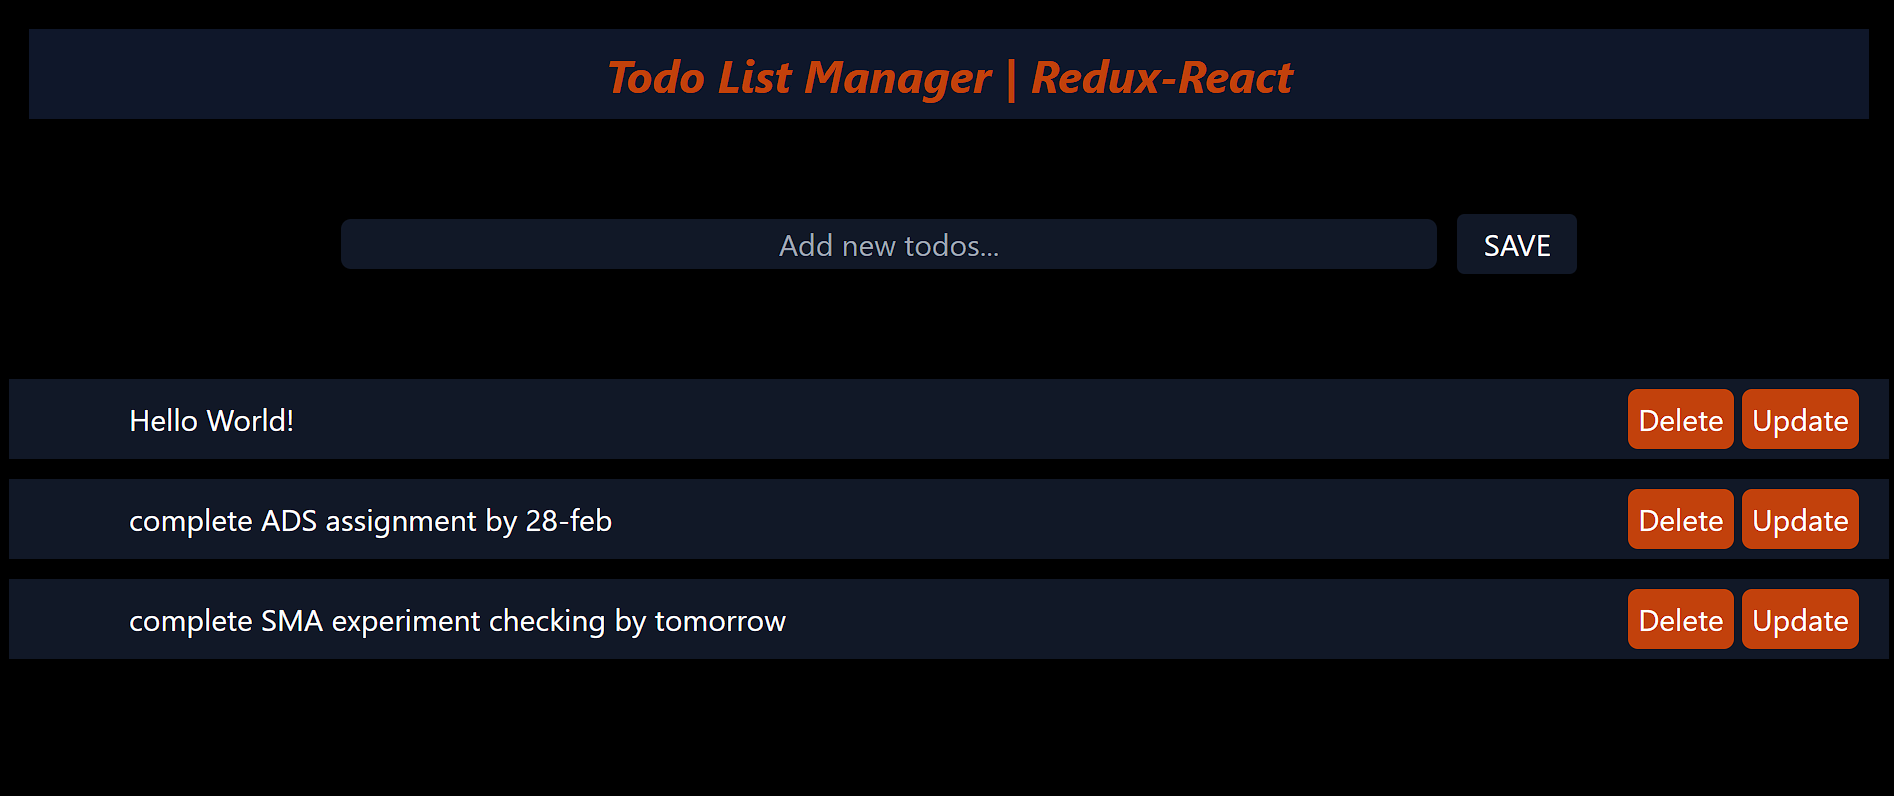 Todo List Manager | Redux-React
Add new todos...
SAVE
Hello World!
Delete
Update
complete ADS assignment by 28-feb
Delete
Update
complete SMA experiment checking by tomorrow
Delete
Update